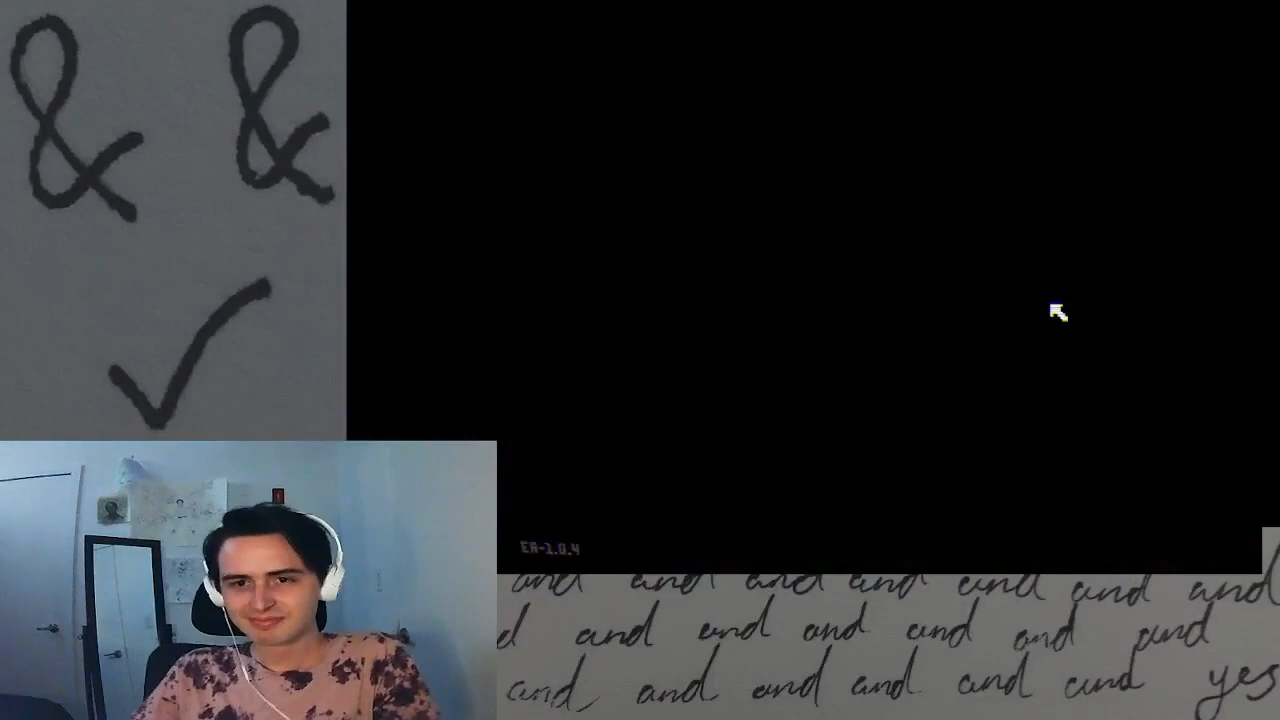 & &
✓
EA-1.0.4
and and and and and and and
d and and and and and and
and and and and and and yes